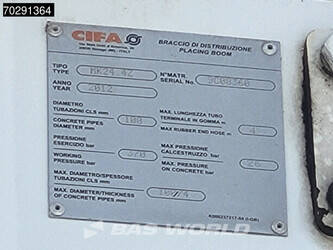 70291364
CIFA
BRACCIO DI DISTRIBUZIONE
PLACING BOOM
TIPO
TYPE MK24.4Z
N°MATR.
SERIAL No.
ANNO
YEAR 2012
DIAMETRO
TUBAZIONI CLS mm
CONCRETE PIPES
DIAMETER mm 100
MAX. LUNGHEZZA TUBO
TERMINALE IN GOMMA m
MAX RUBBER END HOSE m 4
PRESSIONE
ESERCIZIO bar
WORKING
PRESSURE bar
MAX. PRESSIONE
CALCESTRUZZO bar
MAX PRESSURE
ON CONCRETE bar
MAX. DIAMETRO/SPESSORE
TUBAZIONI CLS mm
MAX.DIAMETER/THICKNESS
OF CONCRETE PIPES mm
BAS WORLD